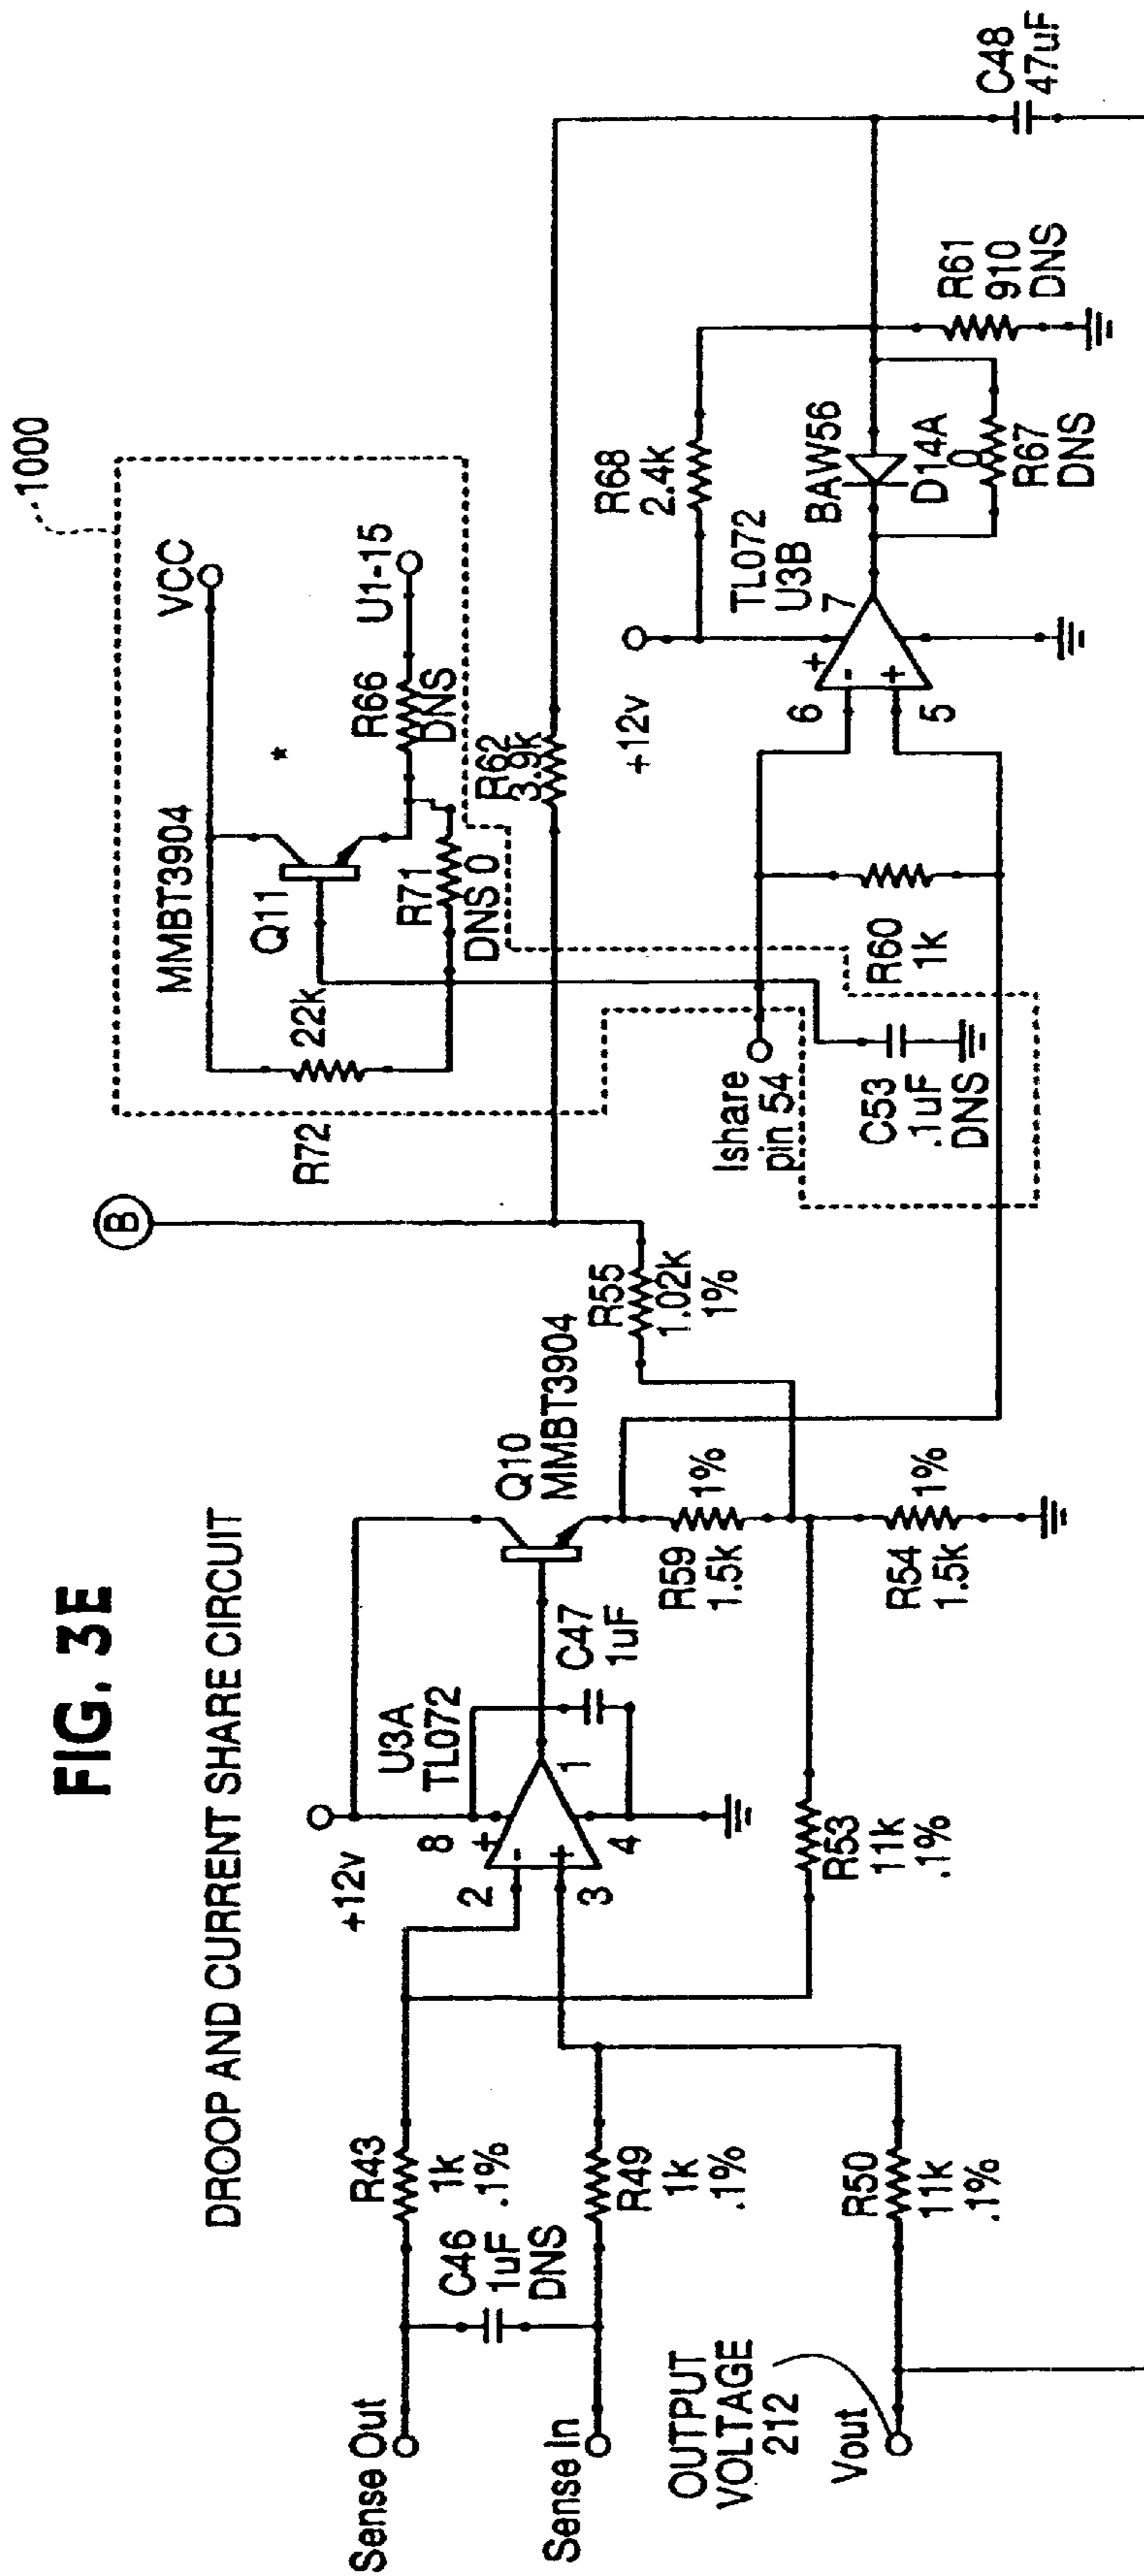 FIG. 3E
DROOP AND CURRENT SHARE CIRCUIT
Sense Out
C46
1uF
DNS
R43
1k
.1%
Sense In
R49
1k
.1%
OUTPUT
VOLTAGE
212
Vout
R50
11k
.1%
+12v
U3A
TL072
8
+
2
-
+
3
4
1
C47
1uF
R53
11k
.1%
Q10
MMBT3904
R59
1.5k
1%
R54
1.5k
1%
R55
1.02k
1%
B
R72
22k
MMBT3904
Q11
*
VCC
R66
DNS
U1-15
R71
DNS 0
1000
R62
3.9k
Ishare
pin 54
C53
.1uF
DNS
R60
1k
+12v
R68
2.4k
TL072
U3B
6
-
+
+
5
7
BAW56
D14A
0
R67
DNS
R61
910
DNS
C48
47uF